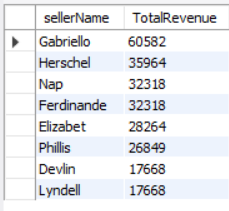 sellerName TotalRevenue
Gabriello 60582
Herschel 35964
Nap 32318
Ferdinande 32318
Elizabet 28264
Phillis 26849
Devlin 17668
Lyndell 17668